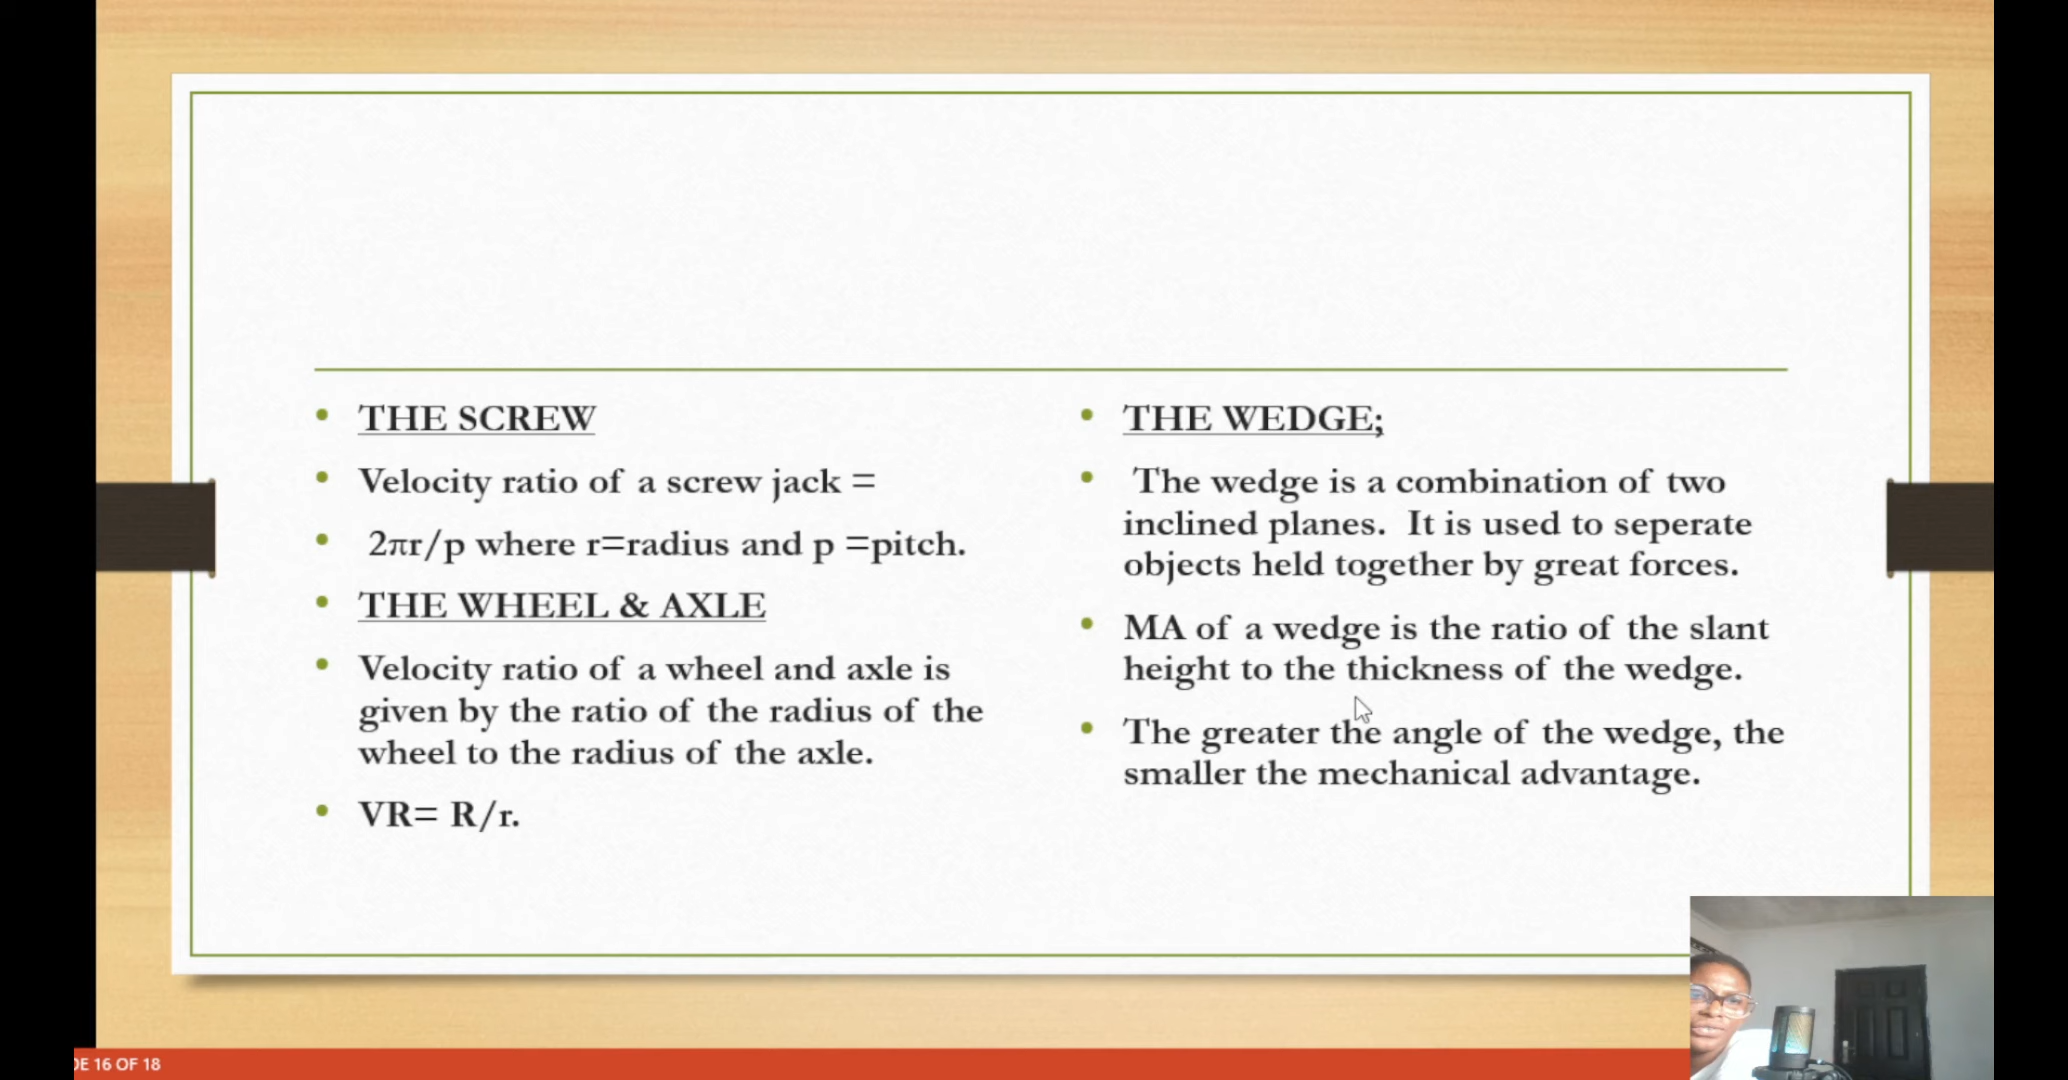 THE SCREW
Velocity ratio of a screw jack =
2πr/p where r=radius and p =pitch.
THE WHEEL & AXLE
Velocity ratio of a wheel and axle is
given by the ratio of the radius of the
wheel to the radius of the axle.
VR= R/r.
THE WEDGE;
The wedge is a combination of two
inclined planes. It is used to seperate
objects held together by great forces.
MA of a wedge is the ratio of the slant
height to the thickness of the wedge.
The greater the angle of the wedge, the
smaller the mechanical advantage.
DE 16 OF 18